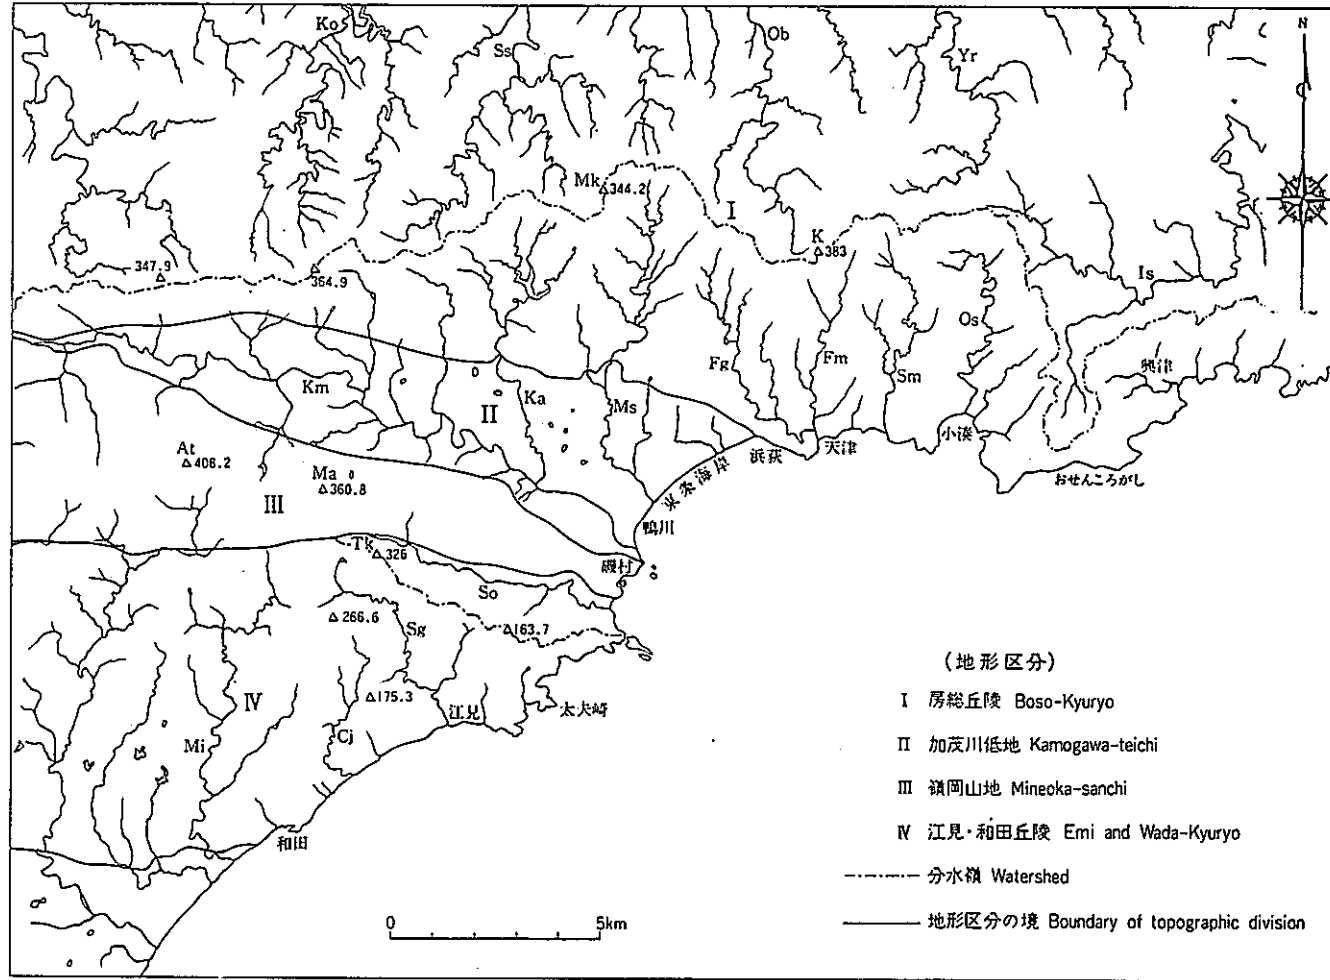 Ko
Ss
Ob
Yr
N
Mk
△344.2
I
K
△383
347.9
△
△
364.9
Is
Os
Km
II
Ka
Ms
Fg
Fm
Sm
興津
小湊
天津
浜荻
東条海岸
おせんころがし
At
△408.2
Ma
△360.8
III
鴨川
磯村
Tk
△326
So
△266.6
Sg
△163.7
IV
△175.3
江見
太夫崎
Mi
Cj
和田
0 5km
(地形区分)
I 房総丘陵 Boso-Kyuryo
II 加茂川低地 Kamogawa-teichi
III 嶺岡山地 Mineoka-sanchi
IV 江見・和田丘陵 Emi and Wada-Kyuryo
分水嶺 Watershed
地形区分の境 Boundary of topographic division